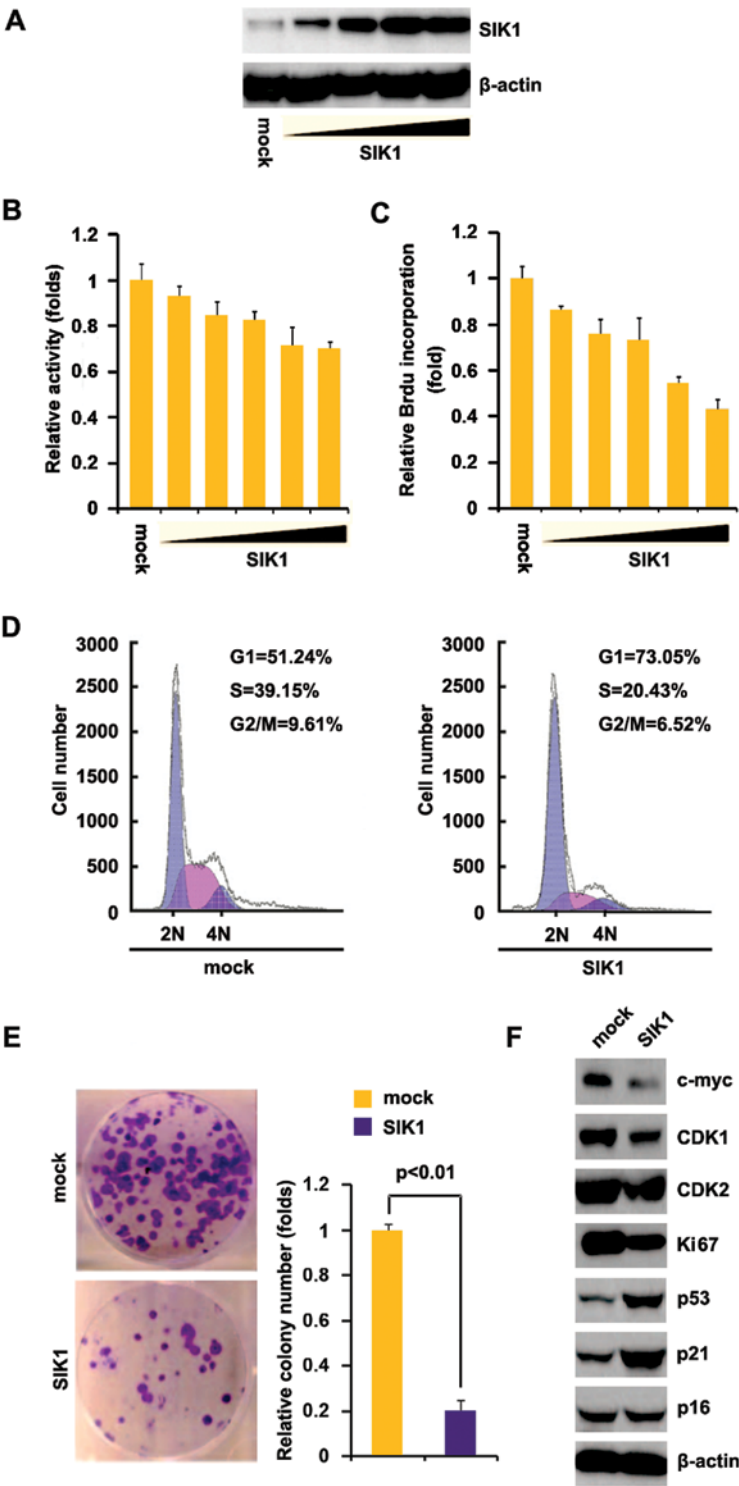 A
SIK1
β-actin
mock
SIK1
B
Relative activity (folds)
1.2
1
0.8
0.6
0.4
0.2
0
mock
SIK1
C
Relative Brdu incorporation
(fold)
1.2
1
0.8
0.6
0.4
0.2
0
mock
SIK1
D
Cell number
3000
2500
2000
1500
1000
500
0
G1=51.24%
S=39.15%
G2/M=9.61%
2N 4N
mock
Cell number
3000
2500
2000
1500
1000
500
0
G1=73.05%
S=20.43%
G2/M=6.52%
2N 4N
SIK1
E
mock
SIK1
mock
SIK1
p<0.01
Relative colony number (folds)
1.2
1
0.8
0.6
0.4
0.2
0
F
mock SIK1
c-myc
CDK1
CDK2
Ki67
p53
p21
p16
β-actin